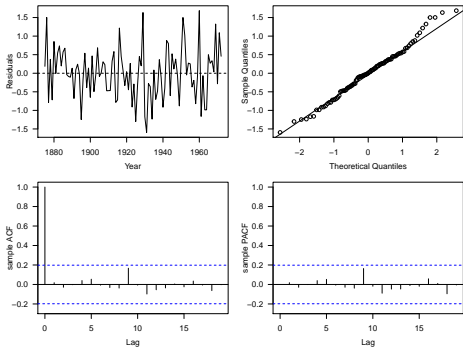 1.5
1.0
0.5
0.0
−0.5
−1.0
−1.5
Residuals
1880 1900 1920 1940 1960
Year
1.5
1.0
0.5
0.0
−0.5
−1.0
−1.5
Sample Quantiles
−2 −1 0 1 2
Theoretical Quantiles
1.0
0.8
0.6
0.4
0.2
0.0
−0.2
sample ACF
0 5 10 15
Lag
1.0
0.8
0.6
0.4
0.2
0.0
−0.2
sample PACF
0 5 10 15
Lag